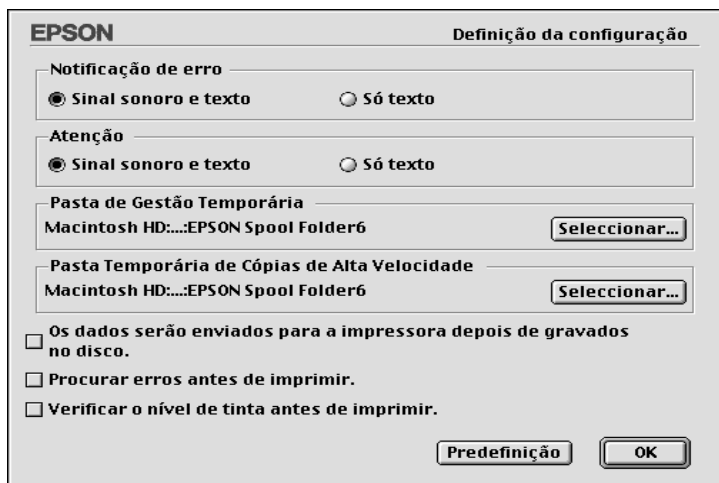 EPSON
Definição da configuração
Notificação de erro
Sinal sonoro e texto
Só texto
Atenção
Sinal sonoro e texto
Só texto
Pasta de Gestão Temporária
Macintosh HD:...:EPSON Spool Folder6
Seleccionar...
Pasta Temporária de Cópias de Alta Velocidade
Macintosh HD:...:EPSON Spool Folder6
Seleccionar...
Os dados serão enviados para a impressora depois de gravados
no disco.
Procurar erros antes de imprimir.
Verificar o nível de tinta antes de imprimir.
Predefinição
OK